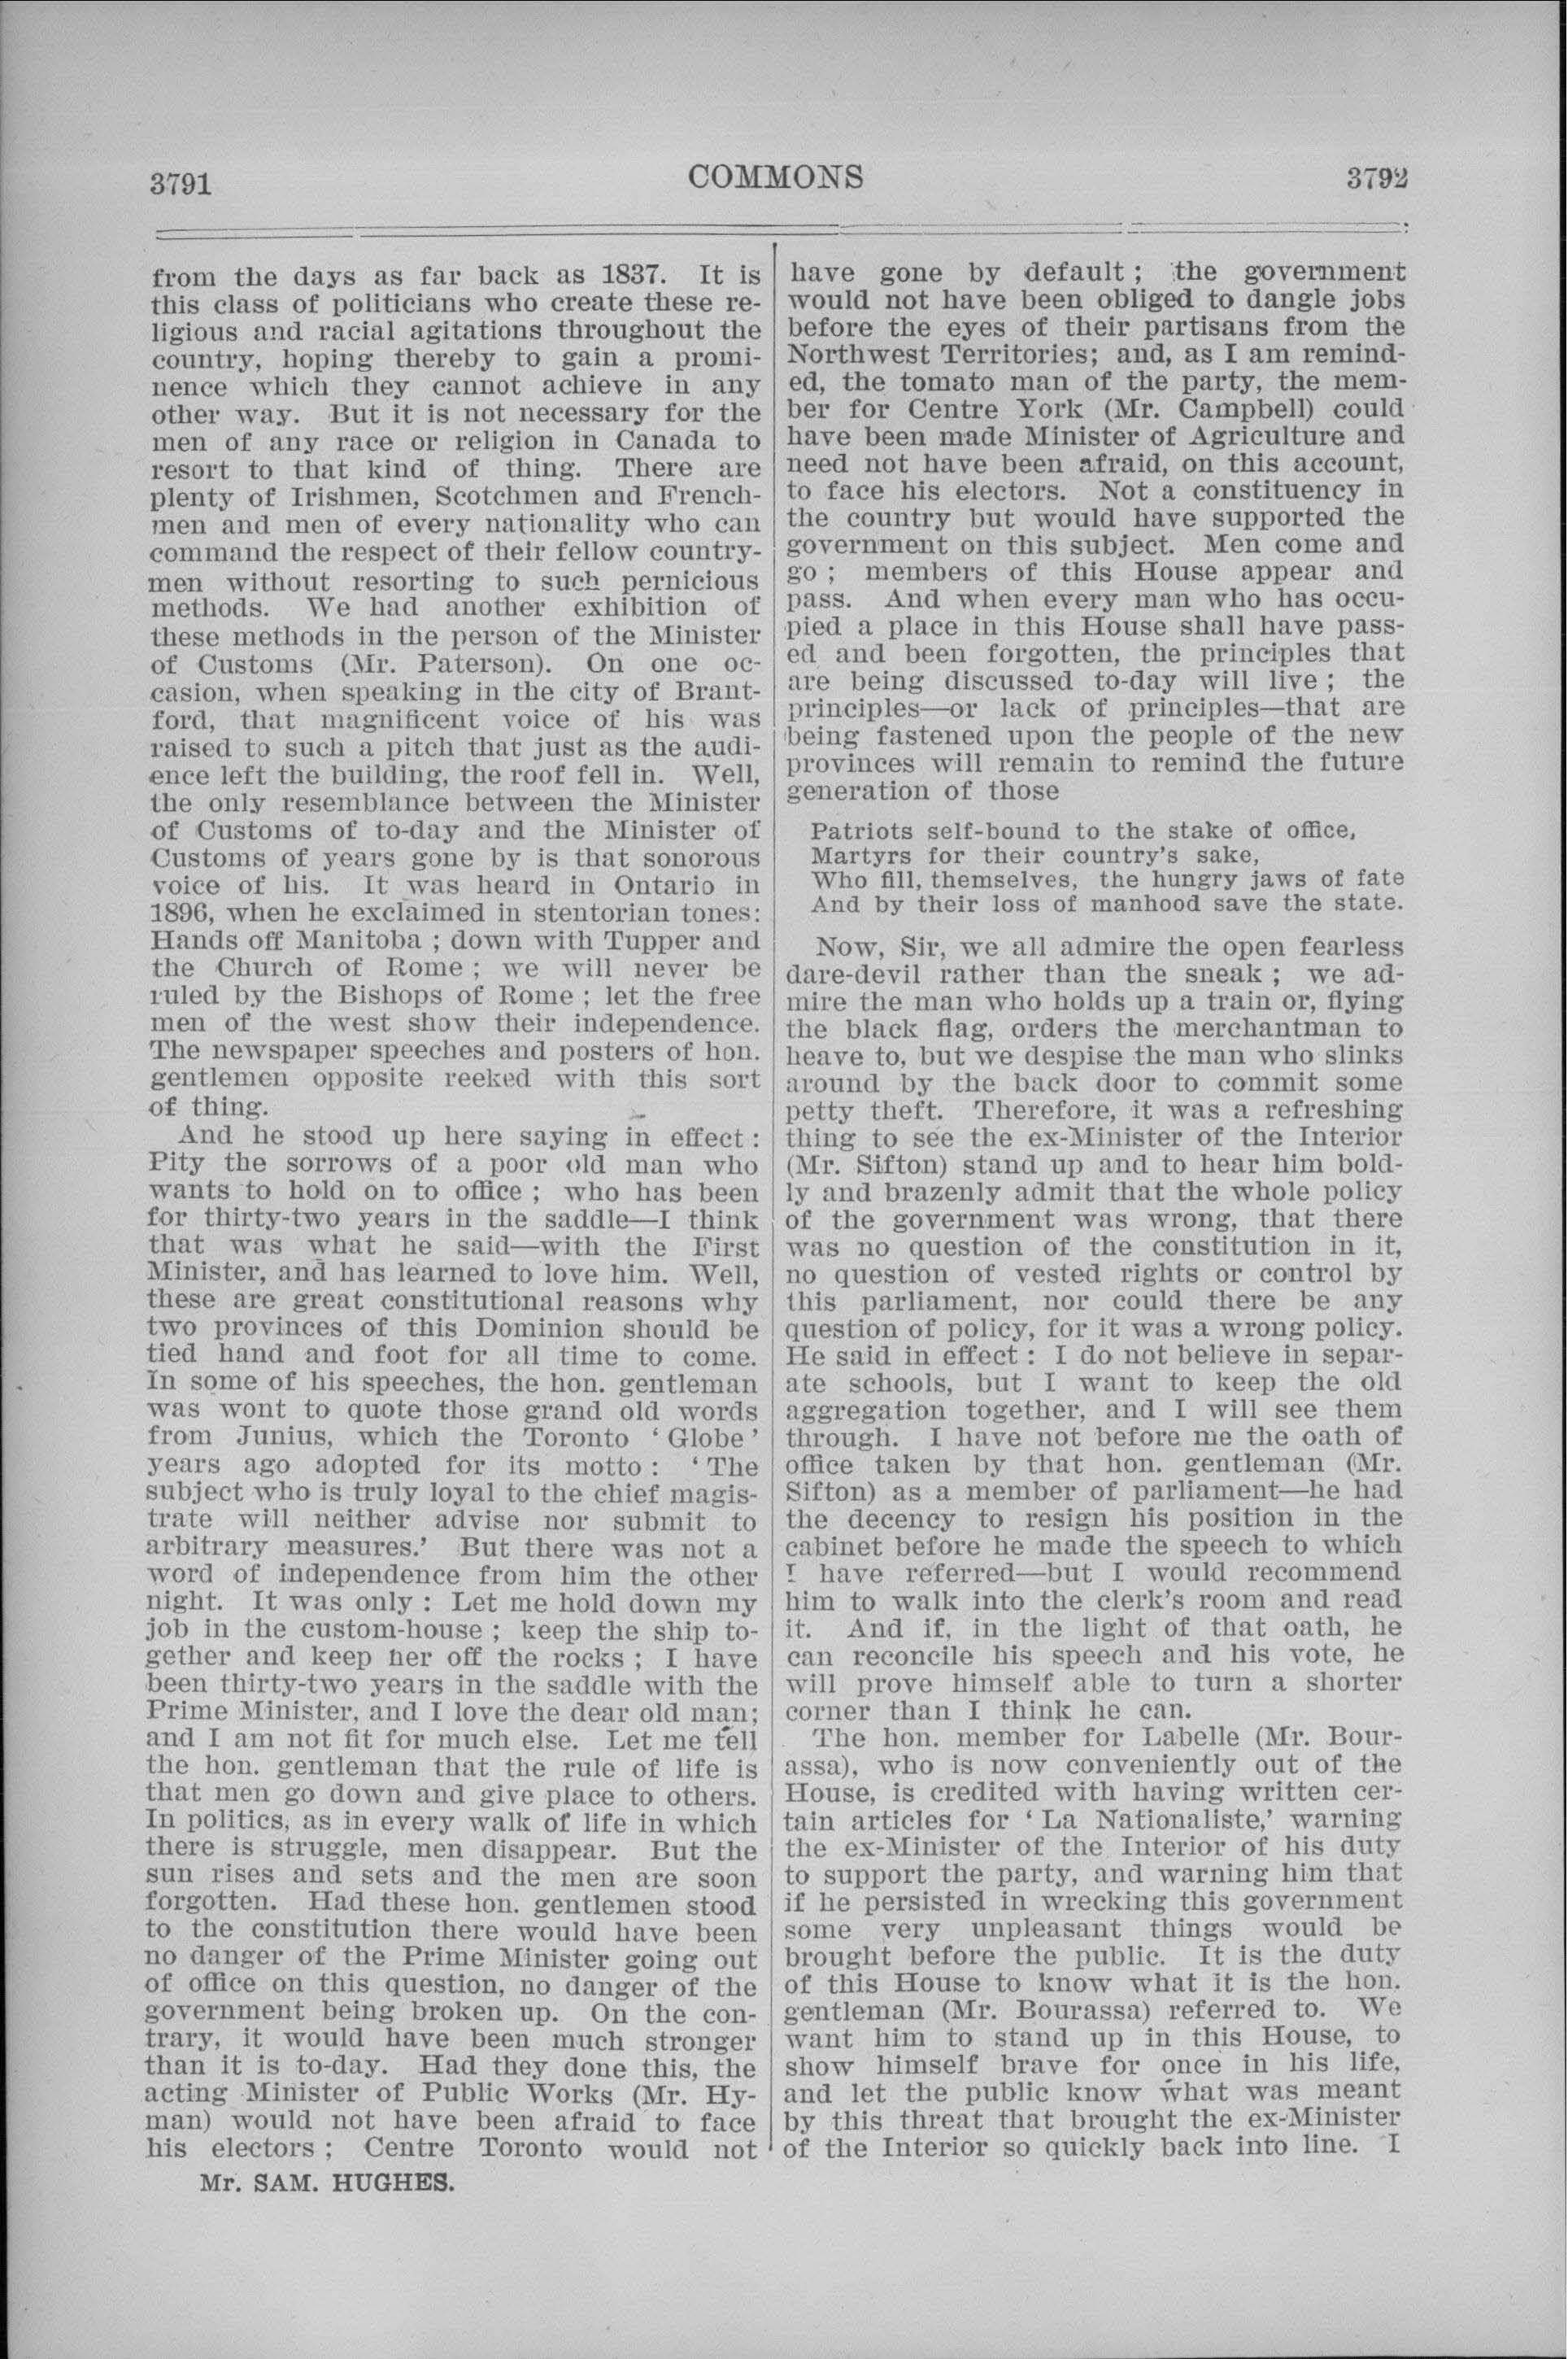 3791
COMMONS
3792
from the days as far back as 1837. It is
this class of politicians who create these re-
ligious and racial agitations throughout the
country, hoping thereby to gain a promi-
nence which they cannot achieve in any
other way. But it is not necessary for the
men of any race or religion in Canada to
resort to that kind of thing. There are
plenty of Irishmen, Scotchmen and French-
men and men of every nationality who can
command the respect of their fellow country-
men without resorting to such pernicious
methods. We had another exhibition of
these methods in the person of the Minister
of Customs (Mr. Paterson). On one oc-
casion, when speaking in the city of Brant-
ford, that magnificent voice of his was
raised to such a pitch that just as the audi-
ence left the building, the roof fell in. Well,
the only resemblance between the Minister
of Customs of to-day and the Minister of
Customs of years gone by is that sonorous
voice of his. It was heard in Ontario in
1896, when he exclaimed in stentorian tones:
Hands off Manitoba ; down with Tupper and
the Church of Rome ; we will never be
ruled by the Bishops of Rome ; let the free
men of the west show their independence.
The newspaper speeches and posters of hon.
gentlemen opposite reeked with this sort
of thing.
And he stood up here saying in effect :
Pity the sorrows of a poor old man who
wants to hold on to office ; who has been
for thirty-two years in the saddle—I think
that was what he said—with the First
Minister, and has learned to love him. Well,
these are great constitutional reasons why
two provinces of this Dominion should be
tied hand and foot for all time to come.
In some of his speeches, the hon. gentleman
was wont to quote those grand old words
from Junius, which the Toronto ‘ Globe ’
years ago adopted for its motto : ‘ The
subject who is truly loyal to the chief magis-
trate will neither advise nor submit to
arbitrary measures.’ But there was not a
word of independence from him the other
night. It was only : Let me hold down my
job in the custom-house ; keep the ship to-
gether and keep her off the rocks ; I have
been thirty-two years in the saddle with the
Prime Minister, and I love the dear old man;
and I am not fit for much else. Let me tell
the hon. gentleman that the rule of life is
that men go down and give place to others.
In politics, as in every walk of life in which
there is struggle, men disappear. But the
sun rises and sets and the men are soon
forgotten. Had these hon. gentlemen stood
to the constitution there would have been
no danger of the Prime Minister going out
of office on this question, no danger of the
government being broken up. On the con-
trary, it would have been much stronger
than it is to-day. Had they done this, the
acting Minister of Public Works (Mr. Hy-
man) would not have been afraid to face
his electors ; Centre Toronto would not
Mr. SAM. HUGHES.
have gone by default ; the government
would not have been obliged to dangle jobs
before the eyes of their partisans from the
Northwest Territories; and, as I am remind-
ed, the tomato man of the party, the mem-
ber for Centre York (Mr. Campbell) could
have been made Minister of Agriculture and
need not have been afraid, on this account,
to face his electors. Not a constituency in
the country but would have supported the
government on this subject. Men come and
go ; members of this House appear and
pass. And when every man who has occu-
pied a place in this House shall have pass-
ed and been forgotten, the principles that
are being discussed to-day will live ; the
principles—or lack of principles—that are
being fastened upon the people of the new
provinces will remain to remind the future
generation of those
Patriots self-bound to the stake of office,
Martyrs for their country's sake,
Who fill, themselves, the hungry jaws of fate
And by their loss of manhood save the state.
Now, Sir, we all admire the open fearless
dare-devil rather than the sneak ; we ad-
mire the man who holds up a train or, flying
the black flag, orders the merchantman to
heave to, but we despise the man who slinks
around by the back door to commit some
petty theft. Therefore, it was a refreshing
thing to see the ex-Minister of the Interior
(Mr. Sifton) stand up and to hear him bold-
ly and brazenly admit that the whole policy
of the government was wrong, that there
was no question of the constitution in it,
no question of vested rights or control by
this parliament, nor could there be any
question of policy, for it was a wrong policy.
He said in effect : I do not believe in separ-
ate schools, but I want to keep the old
aggregation together, and I will see them
through. I have not before me the oath of
office taken by that hon. gentleman (Mr.
Sifton) as a member of parliament—he had
the decency to resign his position in the
cabinet before he made the speech to which
I have referred—but I would recommend
him to walk into the clerk's room and read
it. And if, in the light of that oath, he
can reconcile his speech and his vote, he
will prove himself able to turn a shorter
corner than I think he can.
The hon. member for Labelle (Mr. Bour-
assa), who is now conveniently out of the
House, is credited with having written cer-
tain articles for ‘ La Nationaliste,’ warning
the ex-Minister of the Interior of his duty
to support the party, and warning him that
if he persisted in wrecking this government
some very unpleasant things would be
brought before the public. It is the duty
of this House to know what it is the hon.
gentleman (Mr. Bourassa) referred to. We
want him to stand up in this House, to
show himself brave for once in his life,
and let the public know what was meant
by this threat that brought the ex-Minister
of the Interior so quickly back into line. I